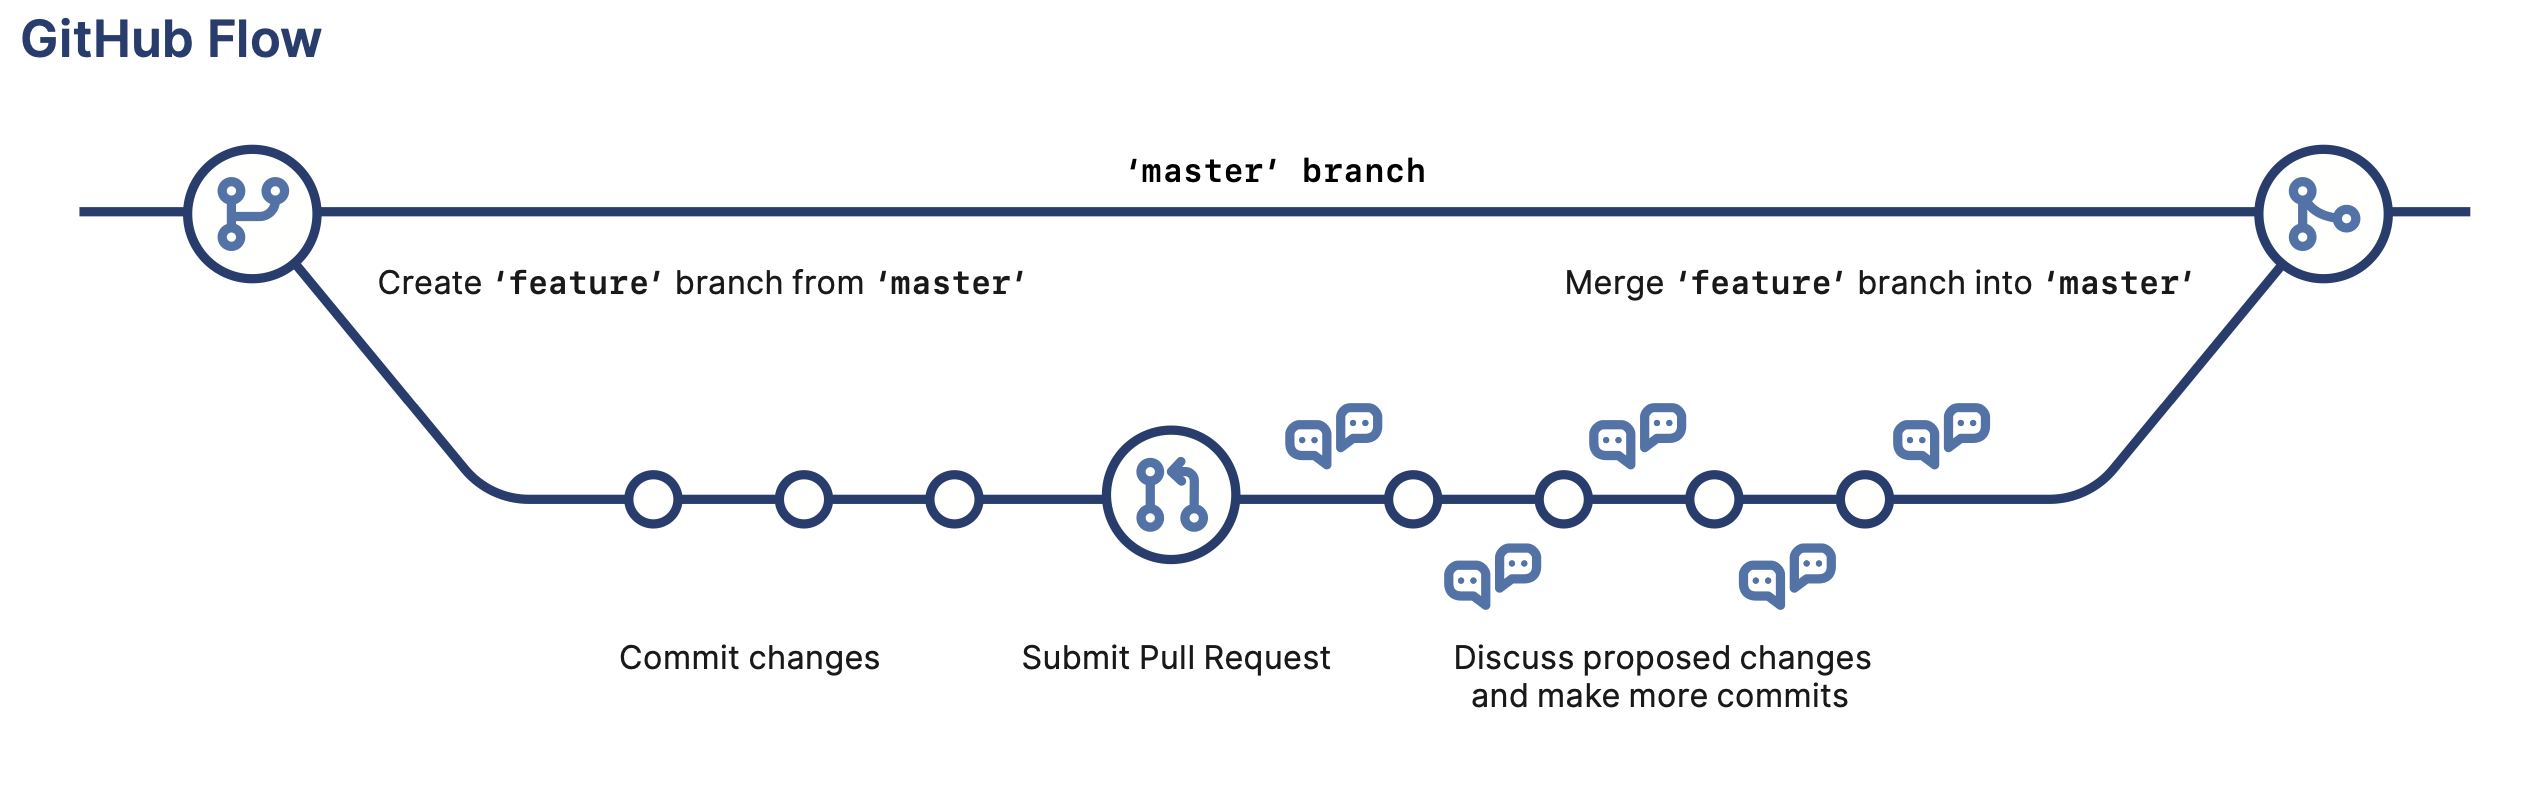 GitHub Flow
‘master’ branch
Create ‘feature’ branch from ‘master’
Merge ‘feature’ branch into ‘master’
Commit changes
Submit Pull Request
Discuss proposed changes
and make more commits